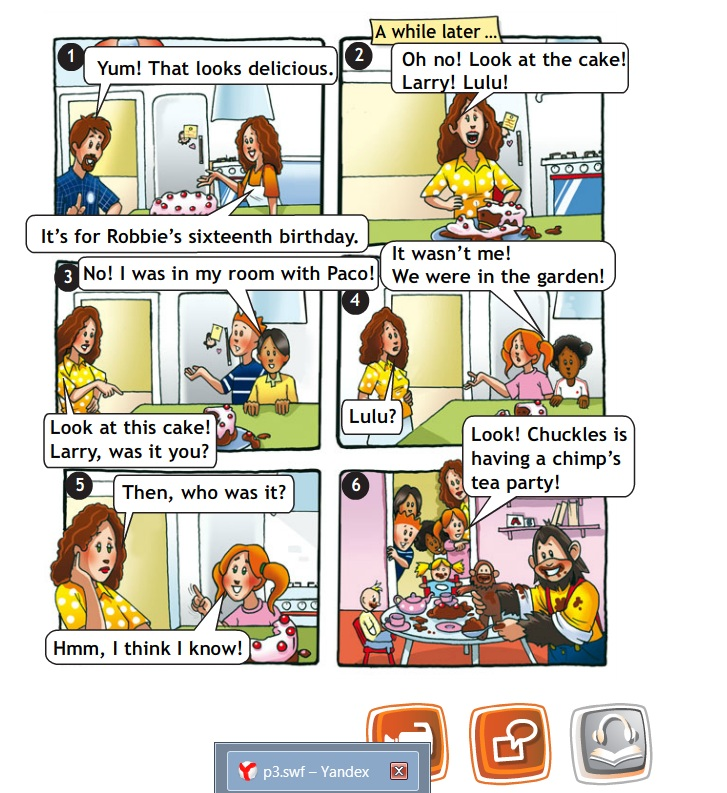 A while later ...
1
Yum! That looks delicious.
It's for Robbie's sixteenth birthday.
2
Oh no! Look at the cake!
Larry! Lulu!
3
No! I was in my room with Paco!
Look at this cake!
Larry, was it you?
4
It wasn't me!
We were in the garden!
Lulu?
5
Then, who was it?
Hmm, I think I know!
6
Look! Chuckles is
having a chimp's
tea party!
p3.swf – Yandex